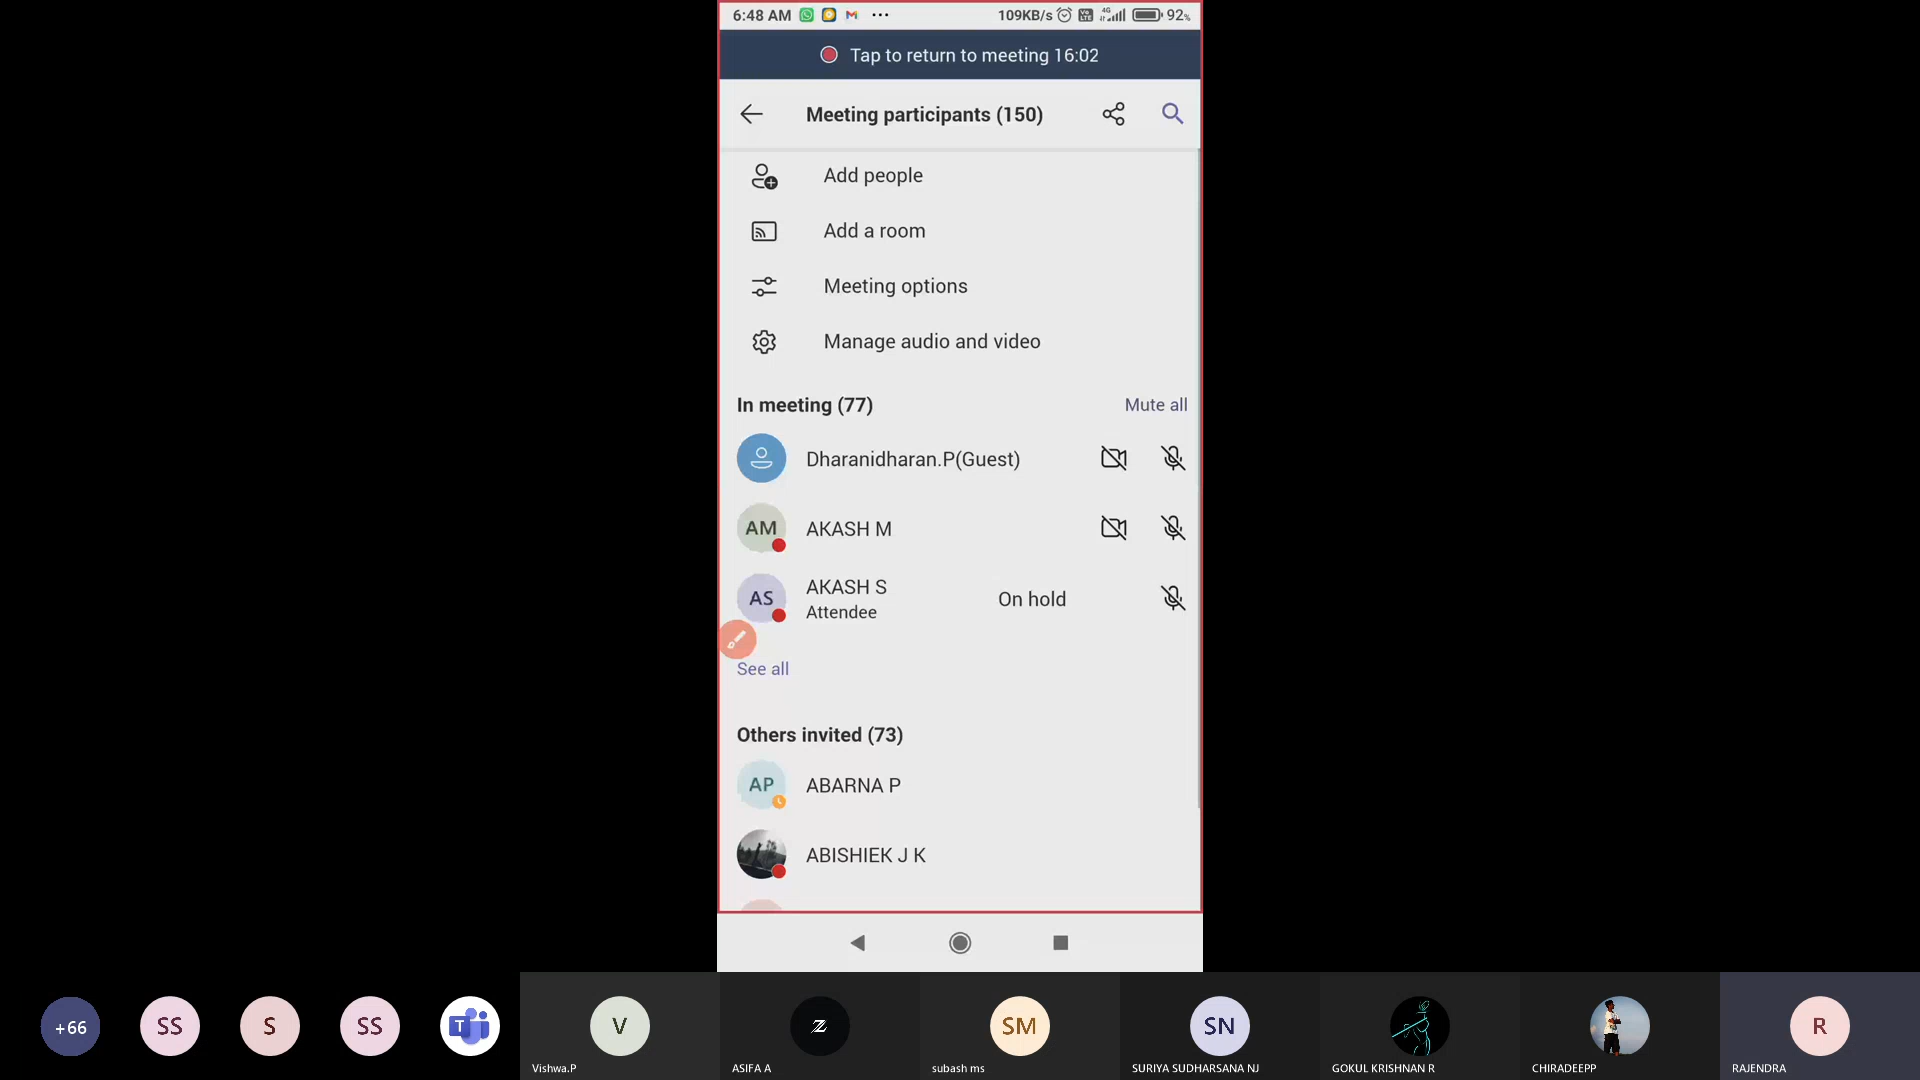 6:48 AM
109KB/s
4G
92%
Tap to return to meeting 16:02
Meeting participants (150)
Add people
Add a room
Meeting options
Manage audio and video
In meeting (77)
Mute all
Dharanidharan.P(Guest)
AM
AKASH M
AS
AKASH S
Attendee
On hold
See all
Others invited (73)
AP
ABARNA P
ABISHIEK J K
+66
SS
S
SS
T
V
Z
SM
SN
R
Vishwa.P
ASIFA A
subash ms
SURIYA SUDHARSANA NJ
GOKUL KRISHNAN R
CHIRADEEPP
RAJENDRA